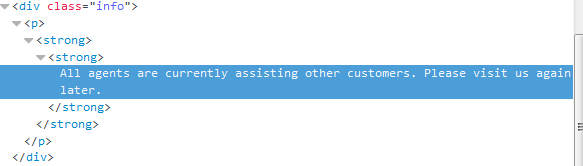 <div class="info">
<p>
<strong>
<strong>
All agents are currently assisting other customers. Please visit us again
later.
</strong>
</strong>
</p>
</div>